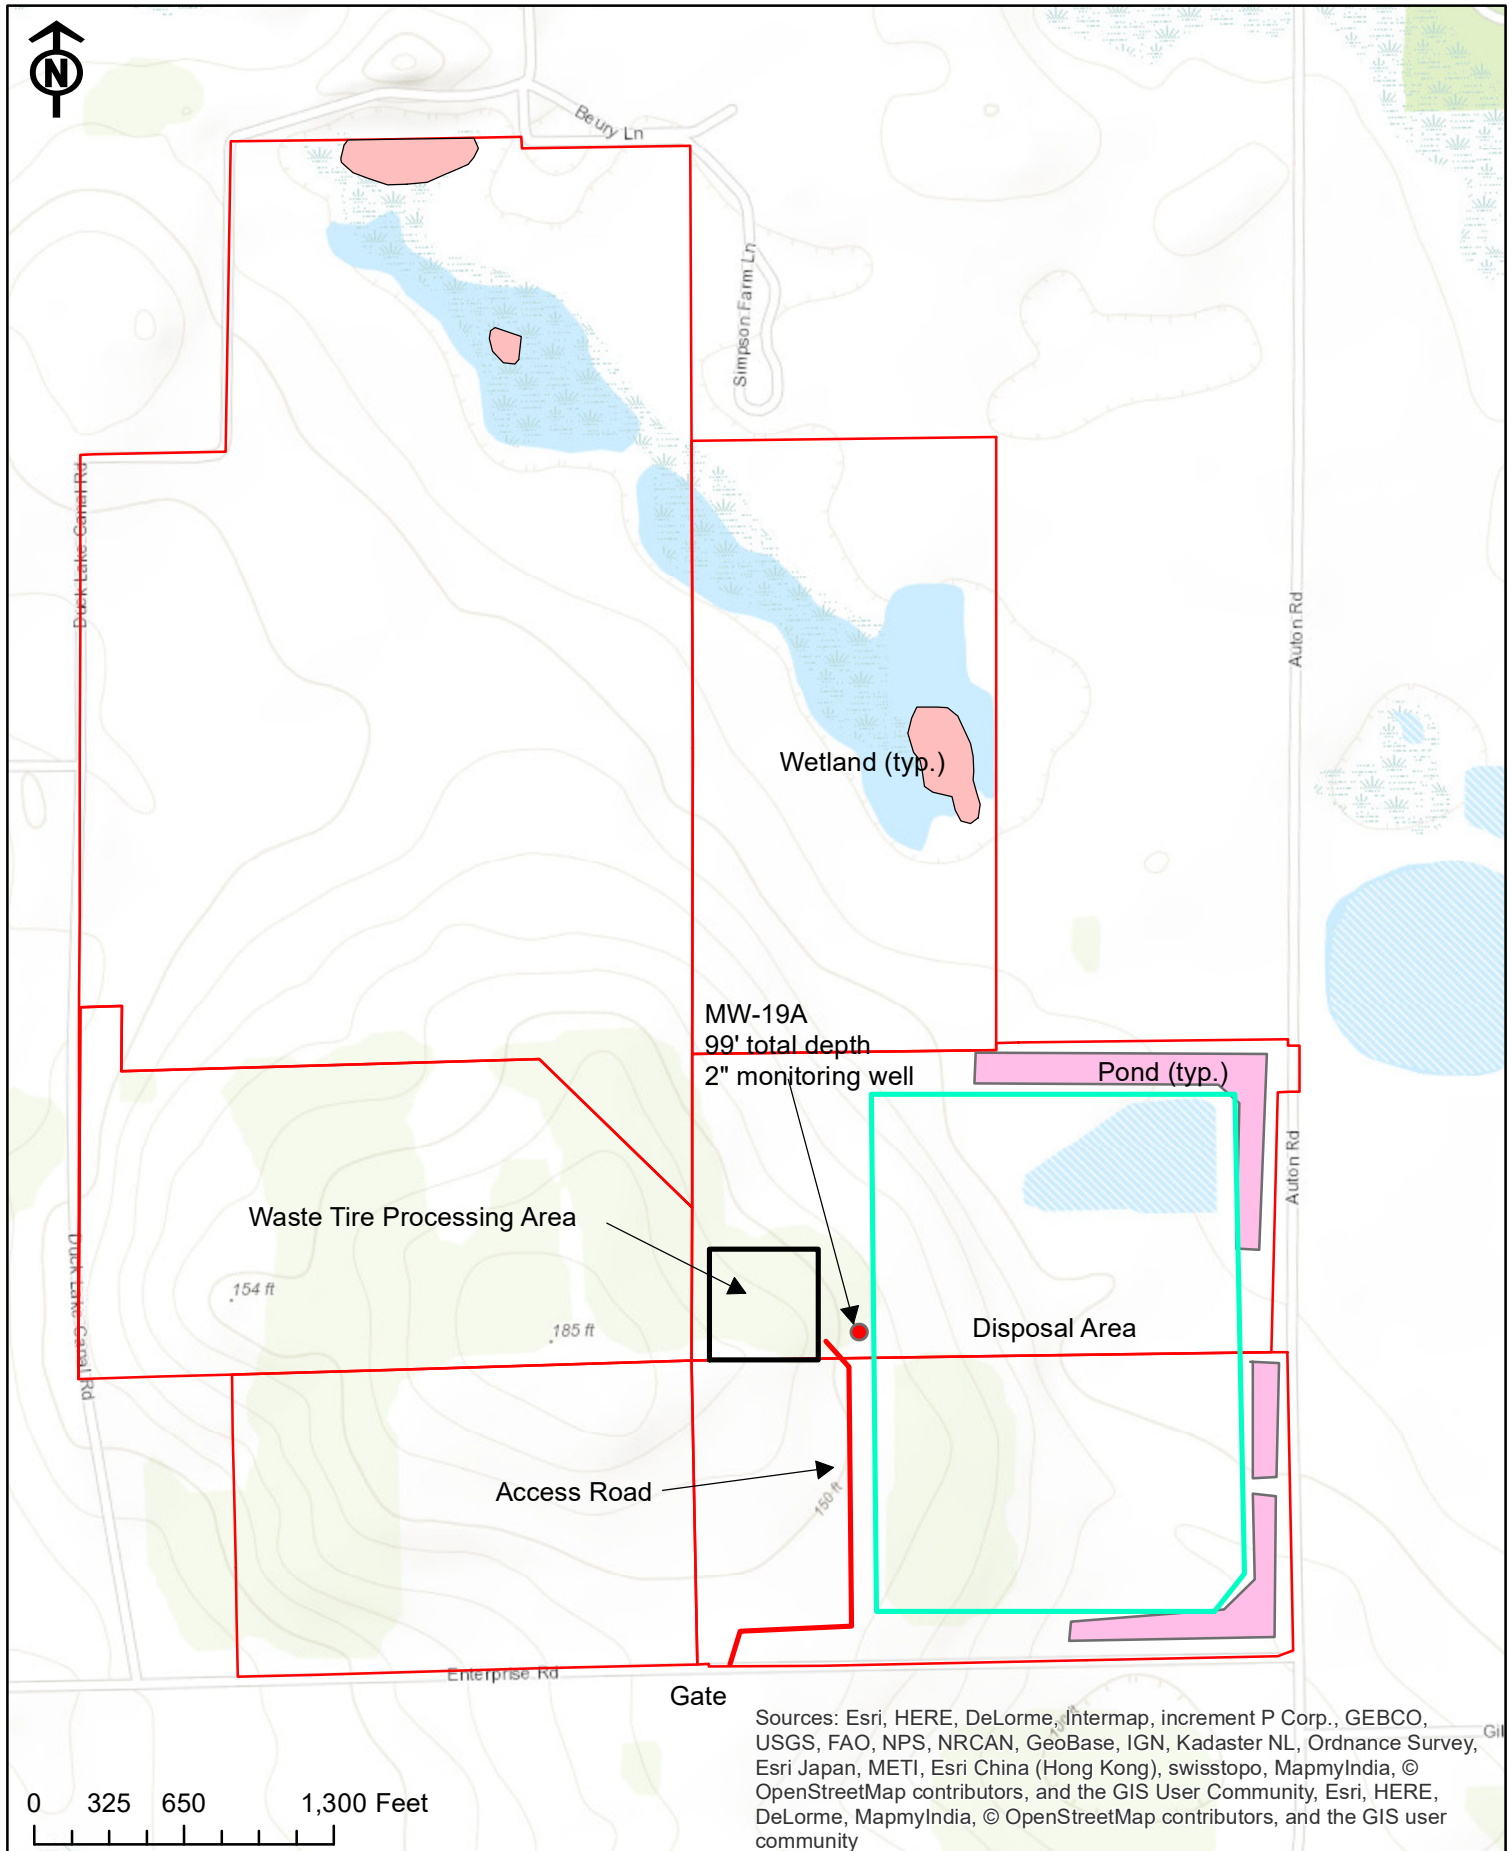 N
Beury Ln
Simpson Farm Ln
Duck Lake Canal Rd
Auton Rd
Wetland (typ.)
MW-19A
99' total depth
2" monitoring well
Pond (typ.)
Auton Rd
Waste Tire Processing Area
Duck Lake Canal Rd
154 ft
185 ft
Disposal Area
Access Road
150 ft
Enterprise Rd
Gate
Sources: Esri, HERE, DeLorme, Intermap, increment P Corp., GEBCO,
USGS, FAO, NPS, NRCAN, GeoBase, IGN, Kadaster NL, Ordnance Survey,
Esri Japan, METI, Esri China (Hong Kong), swisstopo, MapmyIndia, ©
OpenStreetMap contributors, and the GIS User Community, Esri, HERE,
DeLorme, MapmyIndia, © OpenStreetMap contributors, and the GIS user
community
0 325 650 1,300 Feet